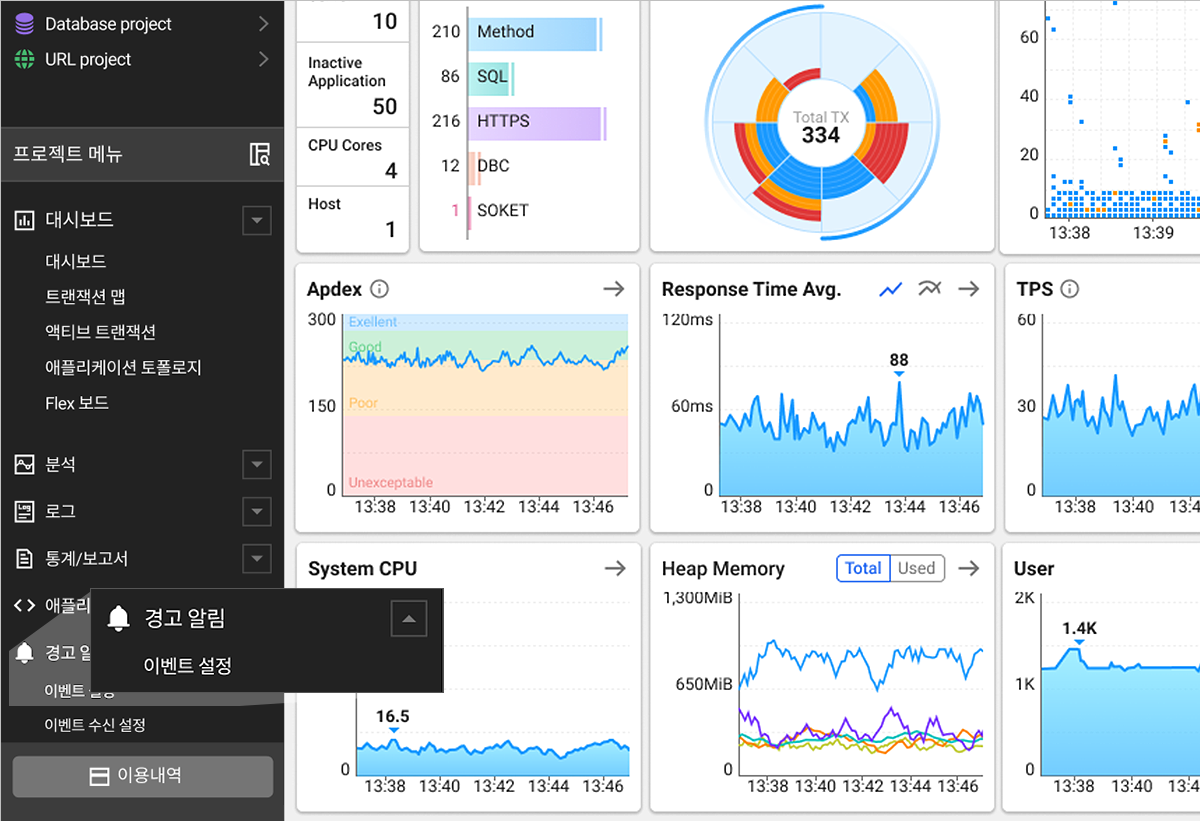 Database project
URL project
프로젝트 메뉴
대시보드
대시보드
트랜잭션 맵
액티브 트랜잭션
애플리케이션 토폴로지
Flex 보드
분석
로그
통계/보고서
애플리
경고 알
이벤트 설정
이벤트 수신 설정
이용내역
경고 알림
이벤트 설정
10
Inactive
Application
50
CPU Cores
4
Host
1
210 Method
86 SQL
216 HTTPS
12 DBC
1 SOKET
Total TX
334
60
40
20
0
13:38 13:39
Apdex
300
150
0
Exellent
Good
Poor
Unexceptable
13:38 13:40 13:42 13:44 13:46
Response Time Avg.
120ms
60ms
0
88
13:38 13:40 13:42 13:44 13:46
TPS
60
30
0
13:38 13:40 13:4
System CPU
16.5
0
13:38 13:40 13:42 13:44 13:46
Heap Memory
Total Used
1,300MiB
650MiB
0
13:38 13:40 13:42 13:44 13:46
User
2K
1K
0
1.4K
13:38 13:40 13:4